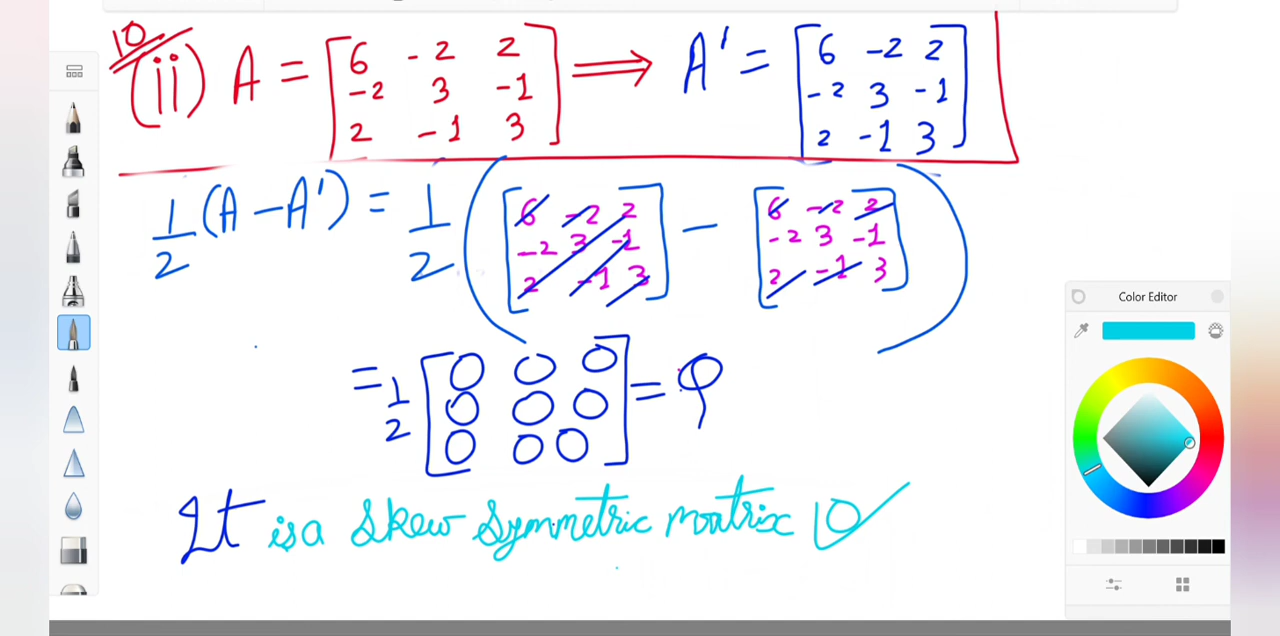 10
(ii) A = [6 -2 2 ⟹ A' = [6 -2 2
-2 3 -1 -2 3 -1
2 -1 3] 2 -1 3]
1/2 (A - A') = 1/2 ([6 -2 2 - [6 -2 2
-2 3 -1 -2 3 -1
2 -1 3] 2 -1 3])
= 1/2 [0 0 0 = Q
0 0 0
0 0 0]
It is a Skew Symmetric matrix
Color Editor